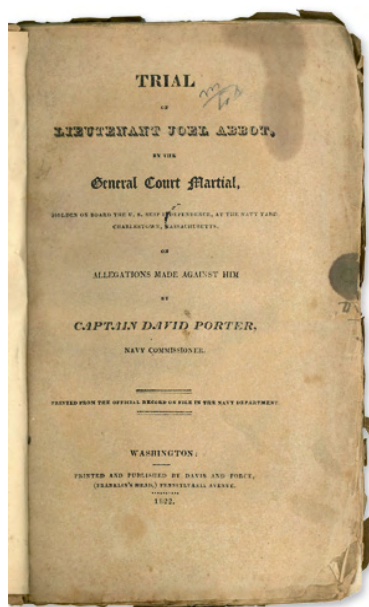 TRIAL
OF
LIEUTENANT JOEL ABBOT,
BY THE
General Court Martial,
HOLDEN ON BOARD THE U. S. SHIP INDEPENDENCE, AT THE NAVY YARD
CHARLESTOWN, MASSACHUSETTS.
ON
ALLEGATIONS MADE AGAINST HIM
BY
CAPTAIN DAVID PORTER,
NAVY COMMISSIONER.
PRINTED FROM THE OFFICIAL RECORD ON FILE IN THE NAVY DEPARTMENT.
WASHINGTON:
PRINTED AND PUBLISHED BY DAVIS AND FORCE,
(FRANKLIN'S HEAD,) PENNSYLVANIA AVENUE.
1822.